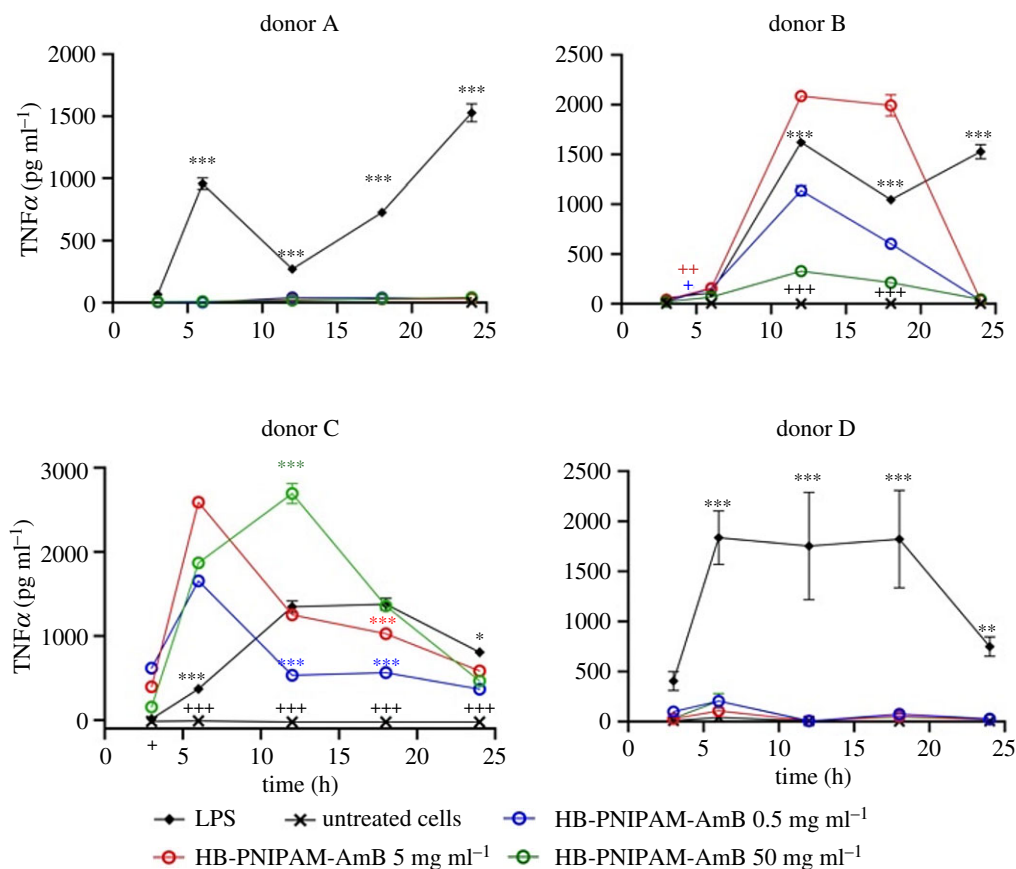 donor A
donor B
TNFα (pg ml⁻¹)
2000
1500
1000
500
0
0 5 10 15 20 25
***
***
***
***
***
2500
2000
1500
1000
500
0
0 5 10 15 20 25
***
***
***
++
+
+++
+++
donor C
donor D
TNFα (pg ml⁻¹)
3000
2000
1000
0
0 5 10 15 20 25
time (h)
***
***
***
***
***
*
+++
+++
+++
+++
+
2500
2000
1500
1000
500
0
0 5 10 15 20 25
time (h)
***
***
***
**
LPS
untreated cells
HB-PNIPAM-AmB 0.5 mg ml⁻¹
HB-PNIPAM-AmB 5 mg ml⁻¹
HB-PNIPAM-AmB 50 mg ml⁻¹